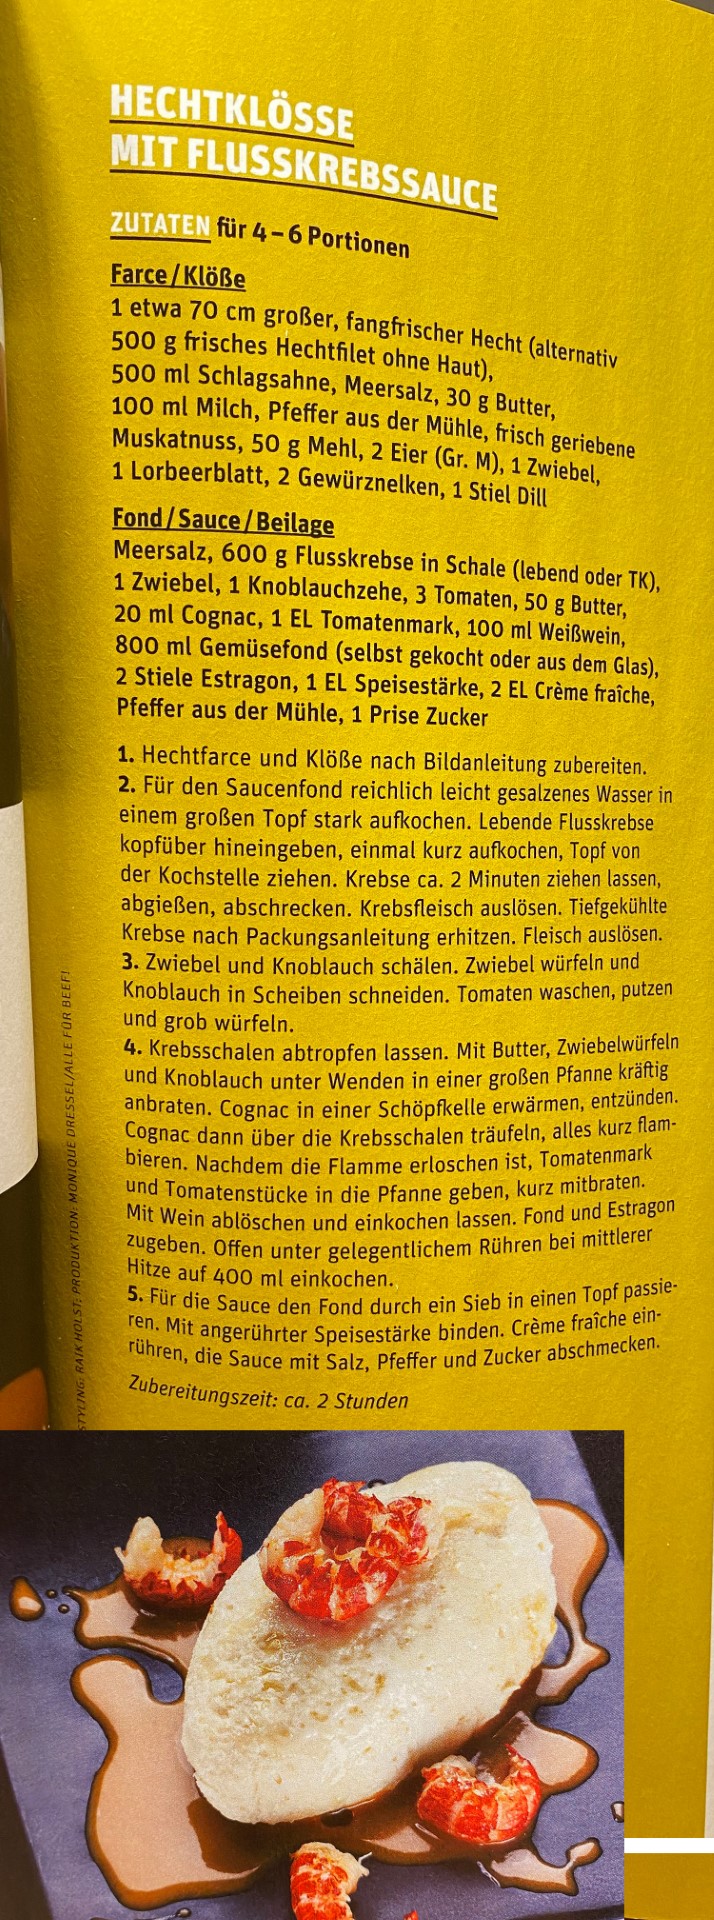 HECHTKLÖSSE
MIT FLUSSKREBSSAUCE
ZUTATEN für 4–6 Portionen
Farce/Klöße
1 etwa 70 cm großer, fangfrischer Hecht (alternativ
500 g frisches Hechtfilet ohne Haut),
500 ml Schlagsahne, Meersalz, 30 g Butter,
100 ml Milch, Pfeffer aus der Mühle, frisch geriebene
Muskatnuss, 50 g Mehl, 2 Eier (Gr. M), 1 Zwiebel,
1 Lorbeerblatt, 2 Gewürznelken, 1 Stiel Dill
Fond/Sauce/Beilage
Meersalz, 600 g Flusskrebse in Schale (lebend oder TK),
1 Zwiebel, 1 Knoblauchzehe, 3 Tomaten, 50 g Butter,
20 ml Cognac, 1 EL Tomatenmark, 100 ml Weißwein,
800 ml Gemüsefond (selbst gekocht oder aus dem Glas),
2 Stiele Estragon, 1 EL Speisestärke, 2 EL Crème fraîche,
Pfeffer aus der Mühle, 1 Prise Zucker
1. Hechtfarce und Klöße nach Bildanleitung zubereiten.
2. Für den Saucenfond reichlich leicht gesalzenes Wasser in
einem großen Topf stark aufkochen. Lebende Flusskrebse
kopfüber hineingeben, einmal kurz aufkochen, Topf von
der Kochstelle ziehen. Krebse ca. 2 Minuten ziehen lassen,
abgießen, abschrecken. Krebsfleisch auslösen. Tiefgekühlte
Krebse nach Packungsanleitung erhitzen. Fleisch auslösen.
3. Zwiebel und Knoblauch schälen. Zwiebel würfeln und
Knoblauch in Scheiben schneiden. Tomaten waschen, putzen
und grob würfeln.
4. Krebsschalen abtropfen lassen. Mit Butter, Zwiebelwürfeln
und Knoblauch unter Wenden in einer großen Pfanne kräftig
anbraten. Cognac in einer Schöpfkelle erwärmen, entzünden.
Cognac dann über die Krebsschalen träufeln, alles kurz flam-
bieren. Nachdem die Flamme erloschen ist, Tomatenmark
und Tomatenstücke in die Pfanne geben, kurz mitbraten.
Mit Wein ablöschen und einkochen lassen. Fond und Estragon
zugeben. Offen unter gelegentlichem Rühren bei mittlerer
Hitze auf 400 ml einkochen.
5. Für die Sauce den Fond durch ein Sieb in einen Topf passie-
ren. Mit angerührter Speisestärke binden. Crème fraîche ein-
rühren, die Sauce mit Salz, Pfeffer und Zucker abschmecken.
Zubereitungszeit: ca. 2 Stunden
STYLING: RAIK HOLST; PRODUKTION: MONIQUE DRESSEL/ALLE FÜR BEEF!